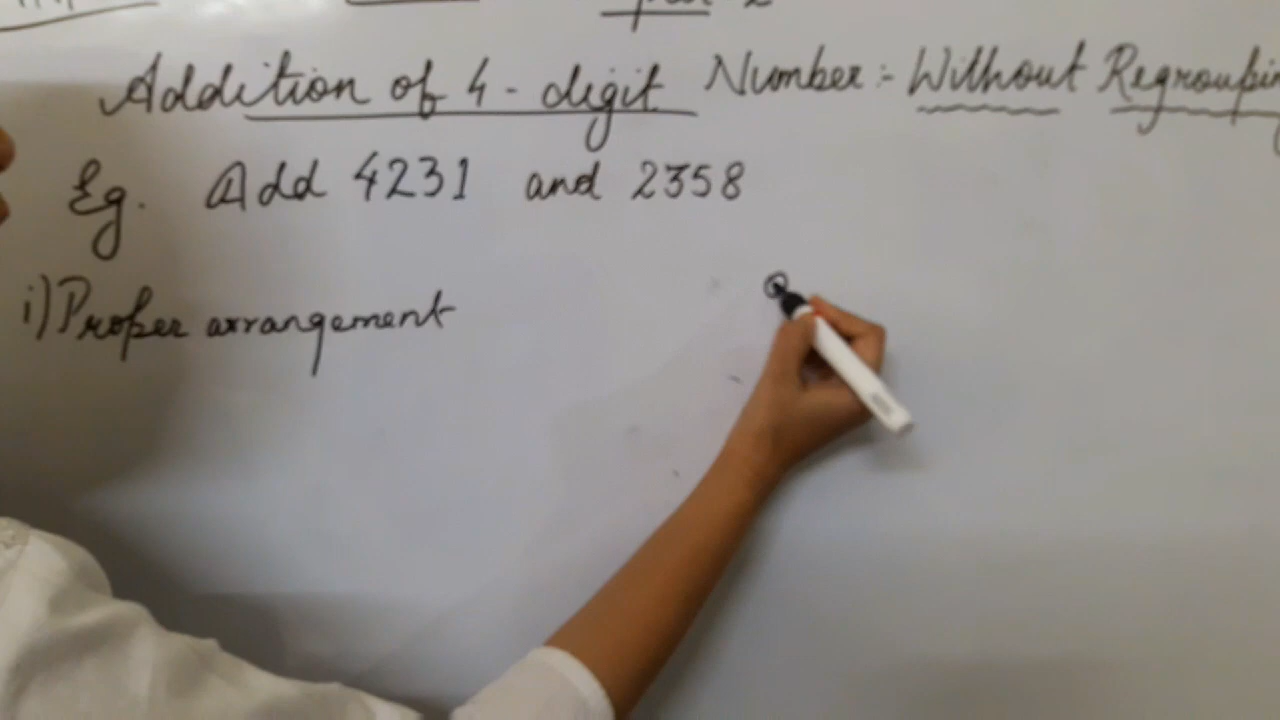 Addition of 4-digit Number:- Without Regroupin
Eg. Add 4231 and 2358
i) Proper arrangement